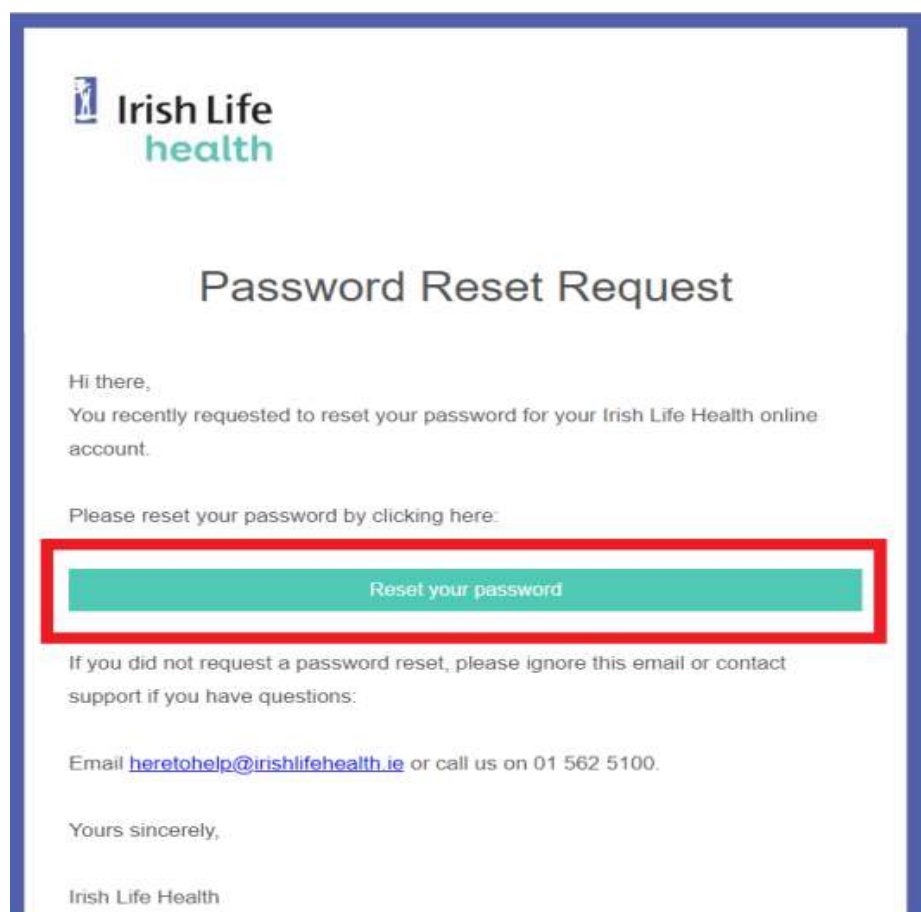 Irish Life
health
Password Reset Request
Hi there,
You recently requested to reset your password for your Irish Life Health online
account.
Please reset your password by clicking here:
Reset your password
If you did not request a password reset, please ignore this email or contact
support if you have questions:
Email heretohelp@irishlifehealth.ie or call us on 01 562 5100.
Yours sincerely,
Irish Life Health